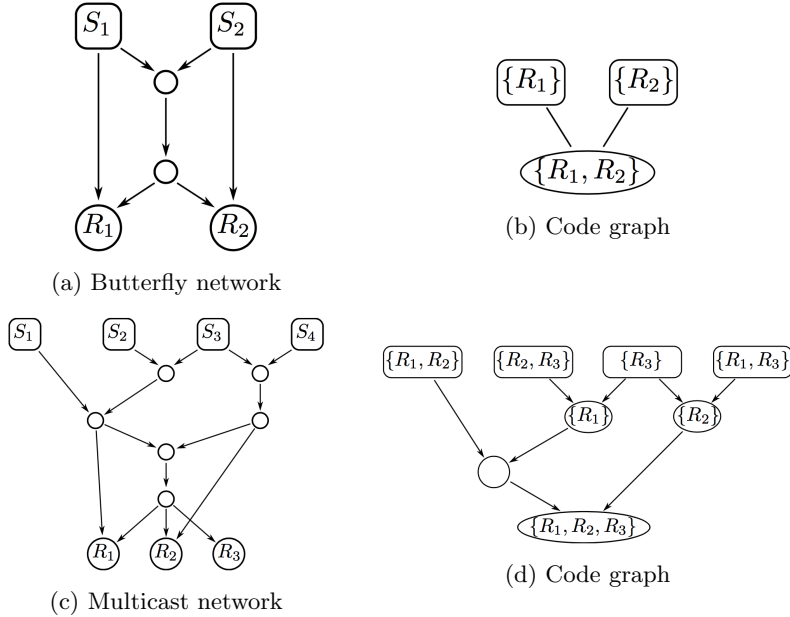 S₁ S₂
R₁ R₂
(a) Butterfly network
{R₁} {R₂}
{R₁, R₂}
(b) Code graph
S₁ S₂ S₃ S₄
R₁ R₂ R₃
(c) Multicast network
{R₁, R₂} {R₂, R₃} {R₃} {R₁, R₃}
{R₁} {R₂}
{R₁, R₂, R₃}
(d) Code graph